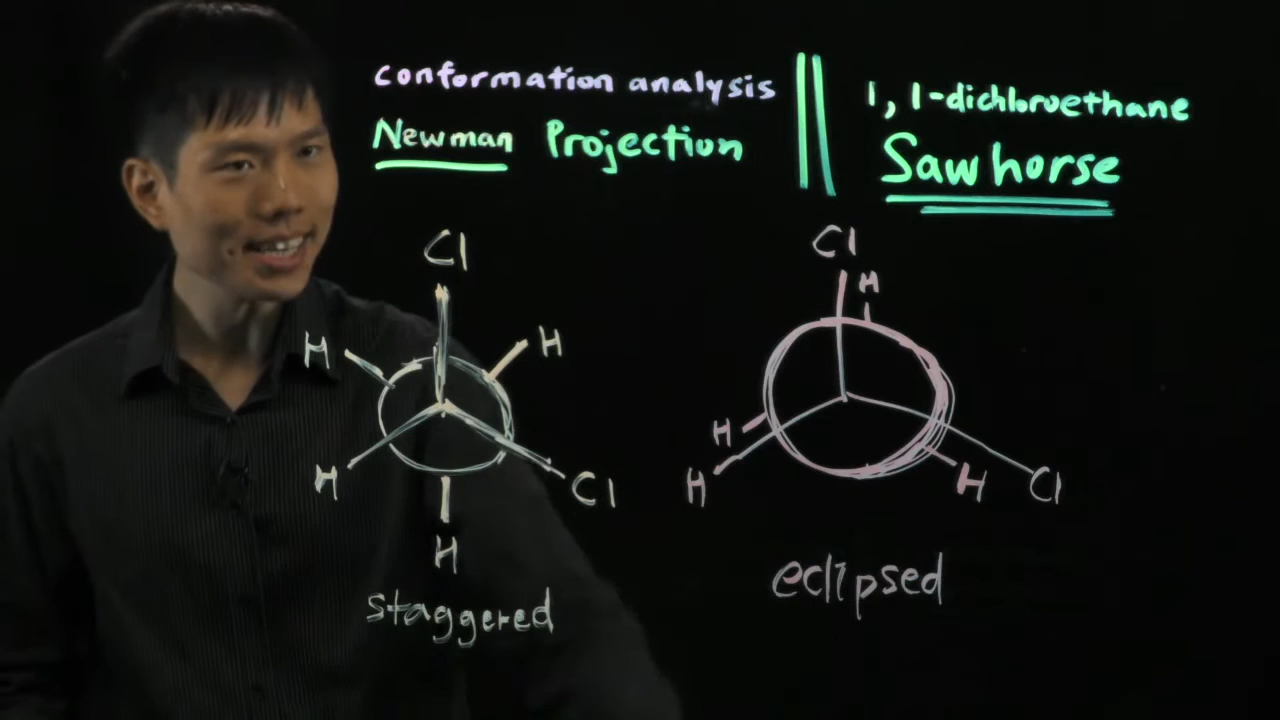 conformation analysis
Newman Projection
1, 1-dichloroethane
Sawhorse
Cl
H
H
H
Cl
H
staggered
Cl
H
H
H
H
Cl
eclipsed